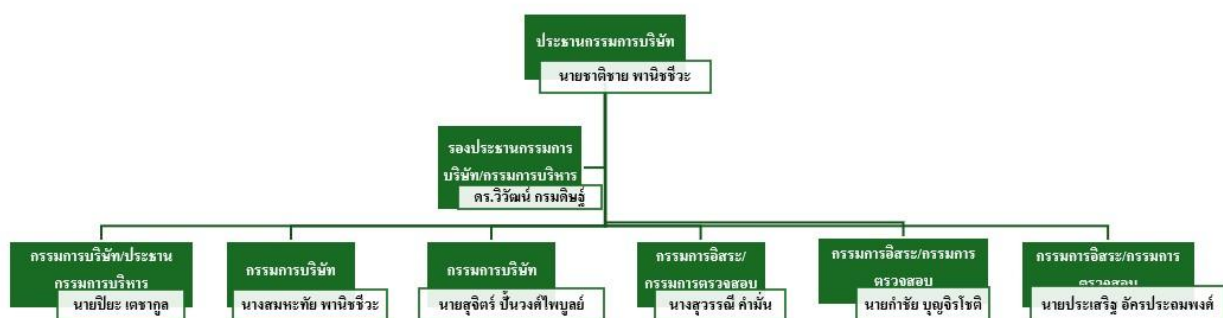 ประธานกรรมการบริษัท
นายชาติชาย พานิชชีวะ
รองประธานกรรมการ
บริษัท/กรรมการบริหาร
ดร.วิวัฒน์ กรมดิษฐ์
กรรมการบริษัท/ประธาน
กรรมการบริหาร
นายปิยะ เตชากูล
กรรมการบริษัท
นางสมหะทัย พานิชชีวะ
กรรมการบริษัท
นายสุจิตร์ ปั้นวงศ์ไพบูลย์
กรรมการอิสระ/
กรรมการตรวจสอบ
นางสุวรรณี คำมั่น
กรรมการอิสระ/กรรมการ
ตรวจสอบ
นายกำชัย บุญจิรโชติ
กรรมการอิสระ/กรรมการ
ตรวจสอบ
นายประเสริฐ อัครประถมพงศ์